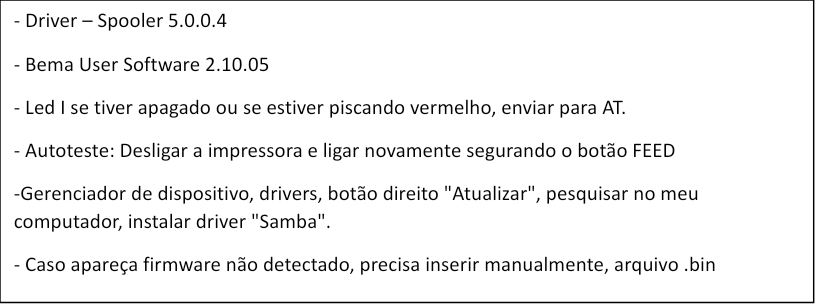 - Driver – Spooler 5.0.0.4
- Bema User Software 2.10.05
- Led I se tiver apagado ou se estiver piscando vermelho, enviar para AT.
- Autoteste: Desligar a impressora e ligar novamente segurando o botão FEED
-Gerenciador de dispositivo, drivers, botão direito "Atualizar", pesquisar no meu
computador, instalar driver "Samba".
- Caso apareça firmware não detectado, precisa inserir manualmente, arquivo .bin